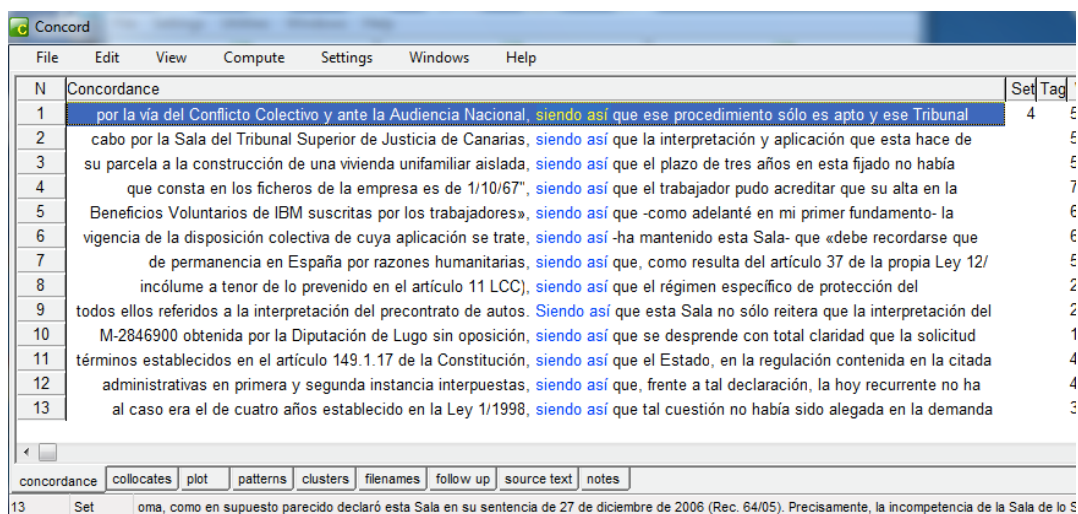 Concord
File Edit View Compute Settings Windows Help
N Concordance Set Tag
1 por la vía del Conflicto Colectivo y ante la Audiencia Nacional, siendo así que ese procedimiento sólo es apto y ese Tribunal 4 5
2 cabo por la Sala del Tribunal Superior de Justicia de Canarias, siendo así que la interpretación y aplicación que esta hace de 5
3 su parcela a la construcción de una vivienda unifamiliar aislada, siendo así que el plazo de tres años en esta fijado no había 5
4 que consta en los ficheros de la empresa es de 1/10/67", siendo así que el trabajador pudo acreditar que su alta en la 7
5 Beneficios Voluntarios de IBM suscritas por los trabajadores», siendo así que -como adelanté en mi primer fundamento- la 6
6 vigencia de la disposición colectiva de cuya aplicación se trate, siendo así -ha mantenido esta Sala- que «debe recordarse que 6
7 de permanencia en España por razones humanitarias, siendo así que, como resulta del artículo 37 de la propia Ley 12/ 5
8 incólume a tenor de lo prevenido en el artículo 11 LCC), siendo así que el régimen específico de protección del 2
9 todos ellos referidos a la interpretación del precontrato de autos. Siendo así que esta Sala no sólo reitera que la interpretación del 2
10 M-2846900 obtenida por la Diputación de Lugo sin oposición, siendo así que se desprende con total claridad que la solicitud 1
11 términos establecidos en el artículo 149.1.17 de la Constitución, siendo así que el Estado, en la regulación contenida en la citada 4
12 administrativas en primera y segunda instancia interpuestas, siendo así que, frente a tal declaración, la hoy recurrente no ha 4
13 al caso era el de cuatro años establecido en la Ley 1/1998, siendo así que tal cuestión no había sido alegada en la demanda 3
concordance collocates plot patterns clusters filenames follow up source text notes
13 Set oma, como en supuesto parecido declaró esta Sala en su sentencia de 27 de diciembre de 2006 (Rec. 64/05). Precisamente, la incompetencia de la Sala de lo S